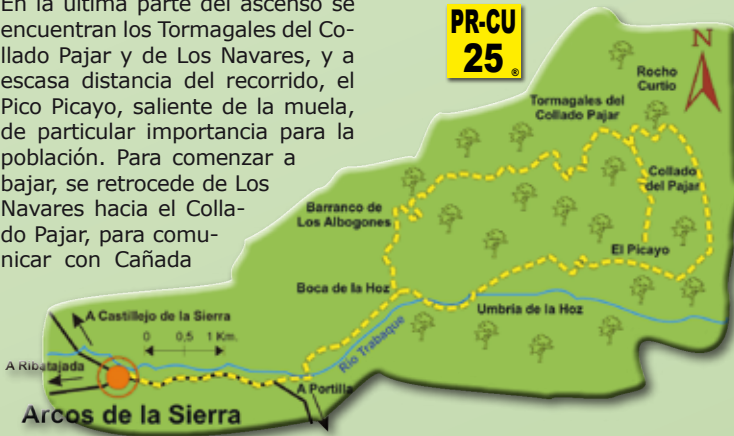 En la última parte del ascenso se
encuentran los Tormagales del Co-
llado Pajar y de Los Navares, y a
escasa distancia del recorrido, el
Pico Picayo, saliente de la muela,
de particular importancia para la
población. Para comenzar a
bajar, se retrocede de Los
Navares hacia el Colla-
do Pajar, para comu-
nicar con Cañada
PR-CU
25
®
N
Rocho
Curtio
Tormagales del
Collado Pajar
Collado
del Pajar
Barranco de
Los Albogones
El Picayo
Boca de la Hoz
Umbria de la Hoz
A Castillejo de la Sierra
0 0,5 1 Km.
Río Trabaque
A Ribatajada
A Portilla
Arcos de la Sierra